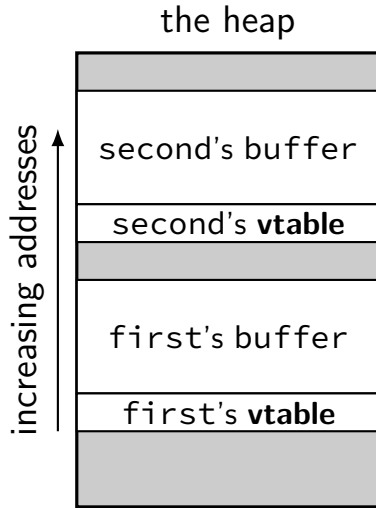 the heap
increasing addresses
second's buffer
second's vtable
first's buffer
first's vtable